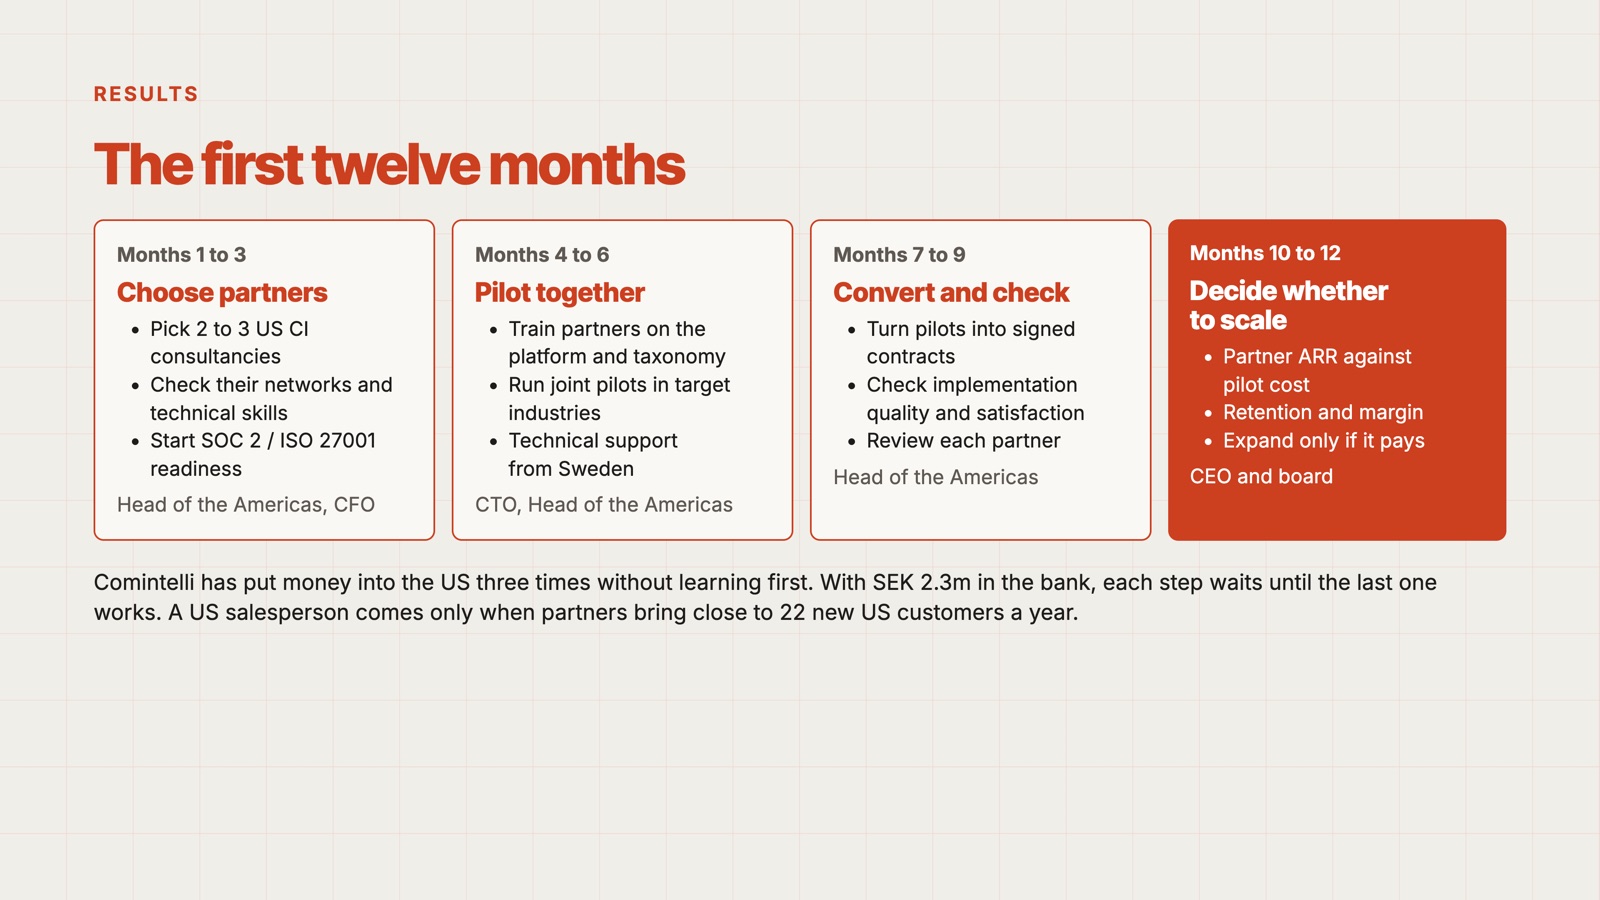 RESULTS
The first twelve months
Months 1 to 3
Choose partners
• Pick 2 to 3 US CI
consultancies
• Check their networks and
technical skills
• Start SOC 2 / ISO 27001
readiness
Head of the Americas, CFO
Months 4 to 6
Pilot together
• Train partners on the
platform and taxonomy
• Run joint pilots in target
industries
• Technical support
from Sweden
CTO, Head of the Americas
Months 7 to 9
Convert and check
• Turn pilots into signed
contracts
• Check implementation
quality and satisfaction
• Review each partner
Head of the Americas
Months 10 to 12
Decide whether
to scale
• Partner ARR against
pilot cost
• Retention and margin
• Expand only if it pays
CEO and board
Comintelli has put money into the US three times without learning first. With SEK 2.3m in the bank, each step waits until the last one
works. A US salesperson comes only when partners bring close to 22 new US customers a year.